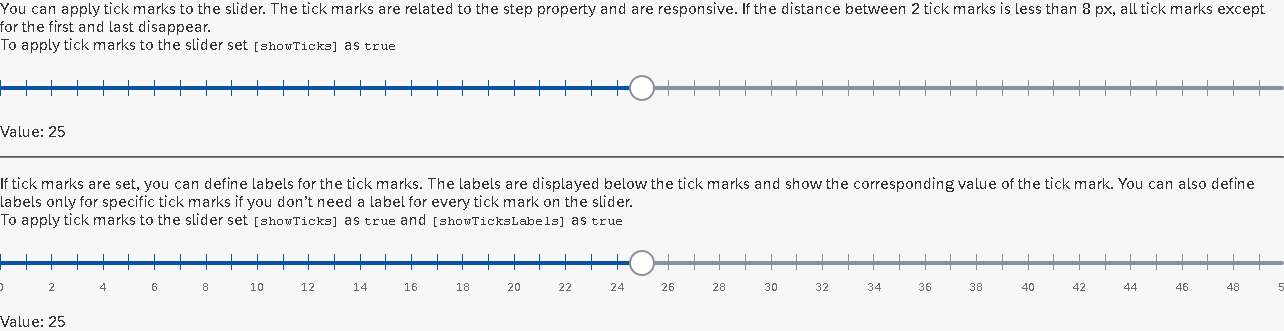 You can apply tick marks to the slider. The tick marks are related to the step property and are responsive. If the distance between 2 tick marks is less than 8 px, all tick marks except
for the first and last disappear.
To apply tick marks to the slider set [showTicks] as true
Value: 25
If tick marks are set, you can define labels for the tick marks. The labels are displayed below the tick marks and show the corresponding value of the tick mark. You can also define
labels only for specific tick marks if you don't need a label for every tick mark on the slider.
To apply tick marks to the slider set [showTicks] as true and [showTicksLabels] as true
2 4 6 8 10 12 14 16 18 20 22 24 26 28 30 32 34 36 38 40 42 44 46 48
Value: 25